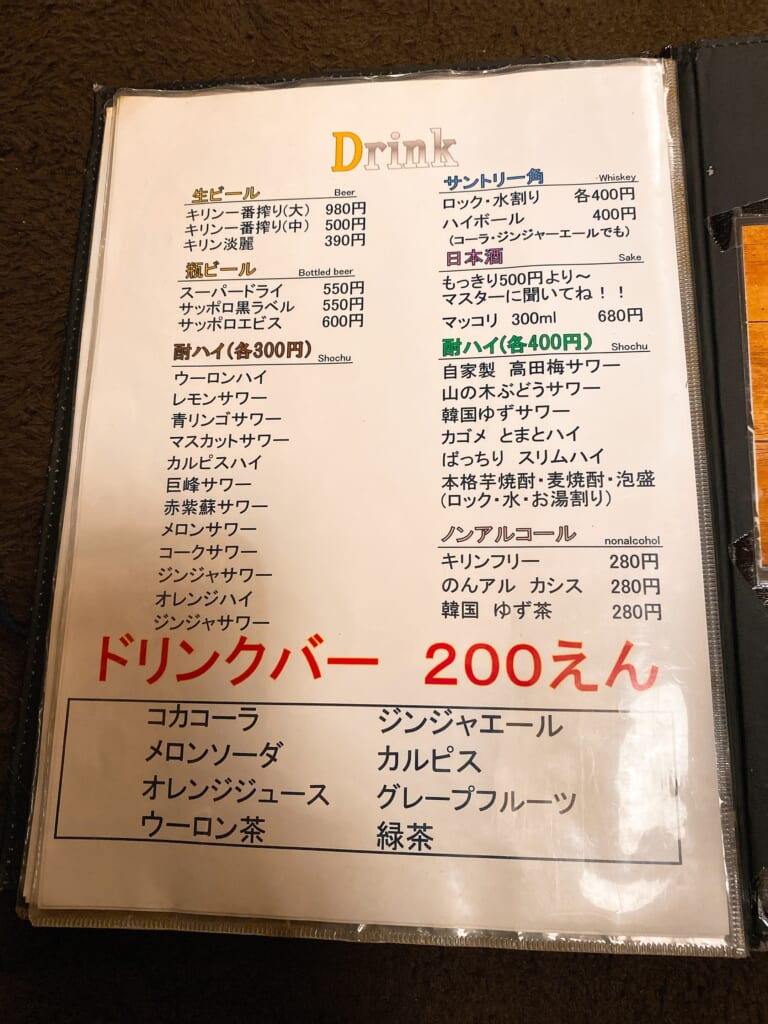 Drink
生ビール Beer
キリン一番搾り(大) 980円
キリン一番搾り(中) 500円
キリン淡麗 390円
瓶ビール Bottled beer
スーパードライ 550円
サッポロ黒ラベル 550円
サッポロエビス 600円
酎ハイ(各300円) Shochu
ウーロンハイ
レモンサワー
青リンゴサワー
マスカットサワー
カルピスハイ
巨峰サワー
赤紫蘇サワー
メロンサワー
コークサワー
ジンジャサワー
オレンジハイ
ジンジャサワー
サントリー角 Whiskey
ロック・水割り 各400円
ハイボール 400円
(コーラ・ジンジャーエールでも)
日本酒 Sake
もっきり500円より～
マスターに聞いてね！！
マッコリ 300ml 680円
酎ハイ(各400円) Shochu
自家製 高田梅サワー
山の木ぶどうサワー
韓国ゆずサワー
カゴメ とまとハイ
ばっちり スリムハイ
本格芋焼酎・麦焼酎・泡盛
(ロック・水・お湯割り)
ノンアルコール nonalcohol
キリンフリー 280円
のんアル カシス 280円
韓国 ゆず茶 280円
ドリンクバー 200えん
コカコーラ ジンジャエール
メロンソーダ カルピス
オレンジジュース グレープフルーツ
ウーロン茶 緑茶